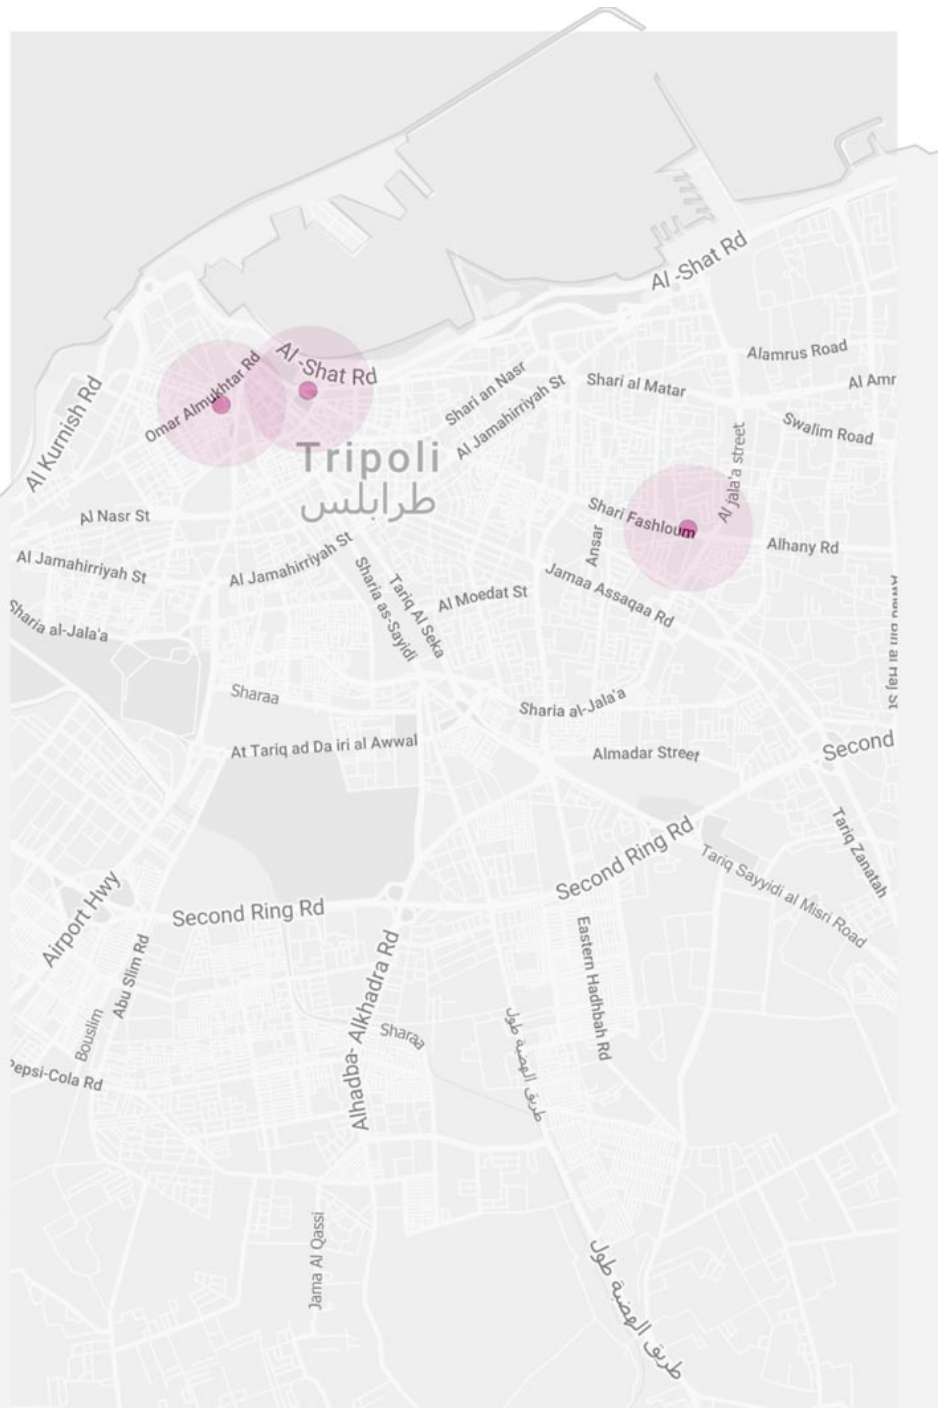 Al -Shat Rd
Al -Shat Rd
Omar Almukhtar Rd
Alamrus Road
Shari an Nasr
Shari al Matar
Al Amr
Al Kurnish Rd
Al Jamahirriyah St
Swalim Road
Tripoli
طرابلس
Al jala'a street
Al Nasr St
Shari Fashloum
Alhany Rd
Ansar
Al Jamahirriyah St
Al Jamahirriyah St
Sharia as-Sayidi
Tariq Al Seka
Al Moedat St
Jamaa Assaqaa Rd
Sharia al-Jala'a
Sharaa
Sharia al-Jala'a
At Tariq ad Da iri al Awwal
Almadar Street
Second
Second Ring Rd
Tariq Zanatah
Tariq Sayyidi al Misri Road
Airport Hwy
Second Ring Rd
Abu Slim Rd
Alhadba- Alkhadra Rd
Eastern Hadhbah Rd
Bouslim
Sharaa
طريق الهضبة طول
Pepsi-Cola Rd
Jama Al Qassi
طريق الهضبة طول